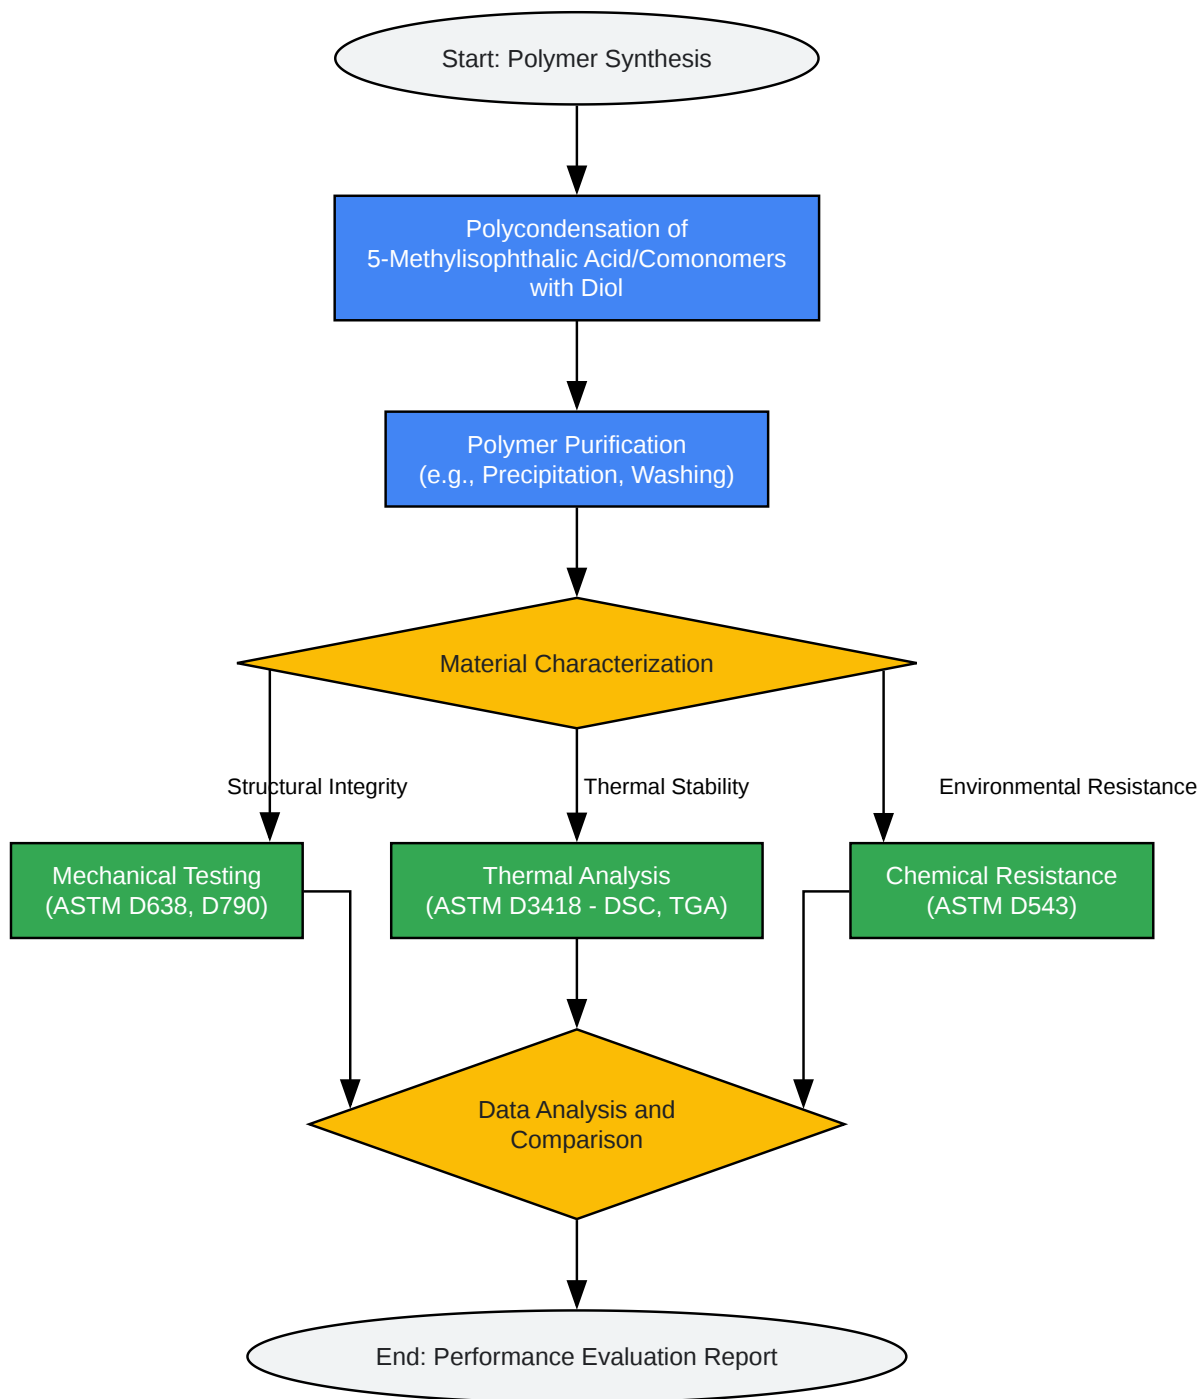 Start: Polymer Synthesis
Polycondensation of
5-Methylisophthalic Acid/Comonomers
with Diol
Polymer Purification
(e.g., Precipitation, Washing)
Material Characterization
Structural Integrity
Thermal Stability
Environmental Resistance
Mechanical Testing
(ASTM D638, D790)
Thermal Analysis
(ASTM D3418 - DSC, TGA)
Chemical Resistance
(ASTM D543)
Data Analysis and
Comparison
End: Performance Evaluation Report